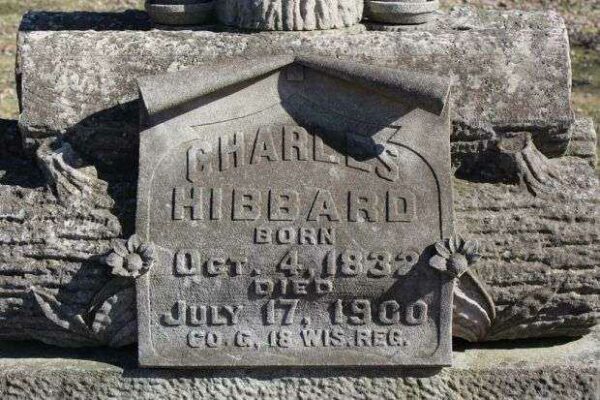 CHARLES
HIBBARD
BORN
OCT. 4, 1832
DIED
JULY 17, 1900
CO. G, 18 WIS. REG.